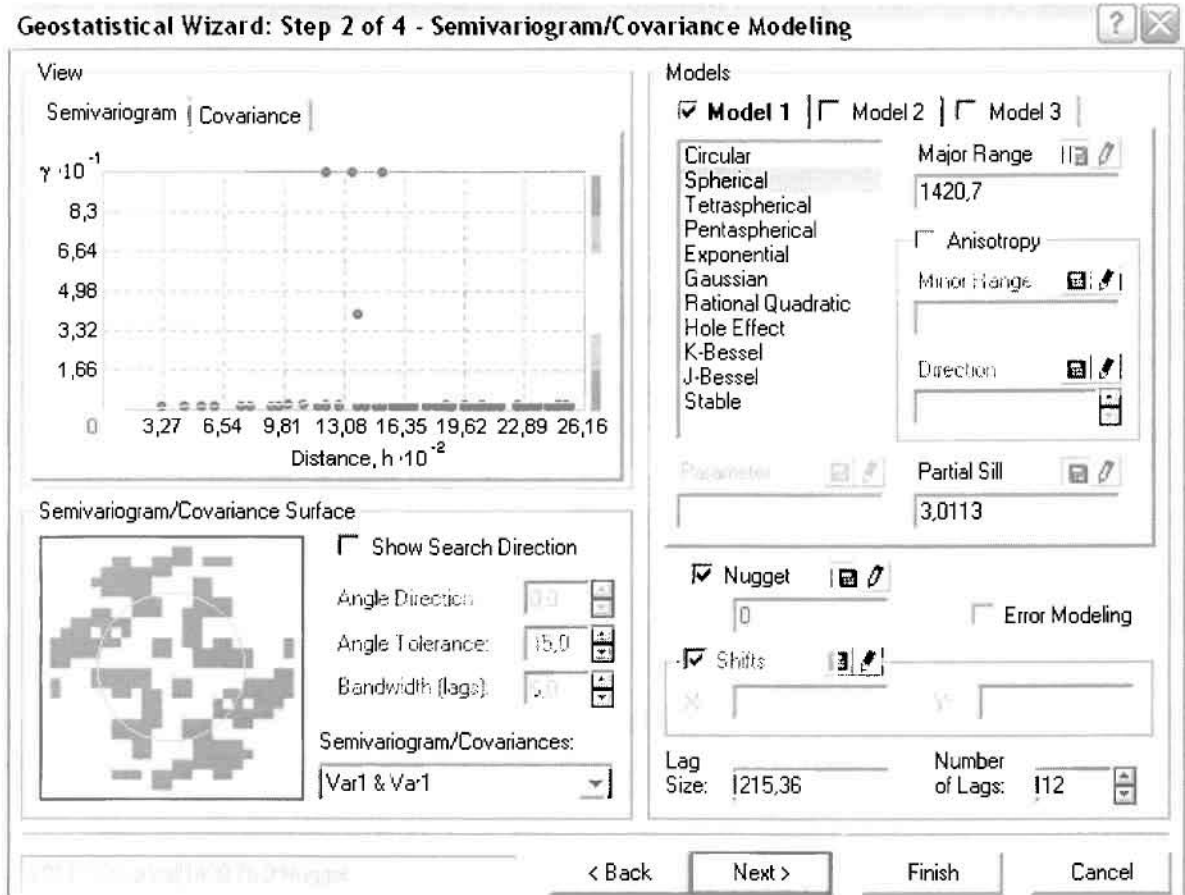 Geostatistical Wizard: Step 2 of 4 - Semivariogram/Covariance Modeling
View
Semivariogram
Covariance
γ·10⁻¹
8,3
6,64
4,98
3,32
1,66
0 3,27 6,54 9,81 13,08 16,35 19,62 22,89 26,16
Distance, h·10⁻²
Semivariogram/Covariance Surface
Show Search Direction
Angle Direction
0,0
Angle Tolerance:
15,0
Bandwidth (lags):
Semivariogram/Covariances:
Var1 & Var1
Models
Model 1
Model 2
Model 3
Circular
Spherical
Tetraspherical
Pentaspherical
Exponential
Gaussian
Rational Quadratic
Hole Effect
K-Bessel
J-Bessel
Stable
Major Range
1420,7
Anisotropy
Minor Range
Direction
Parameter
Partial Sill
3,0113
Nugget
0
Error Modeling
Shifts
X:
Y:
Lag Size: 215,36
Number of Lags: 12
< Back
Next >
Finish
Cancel